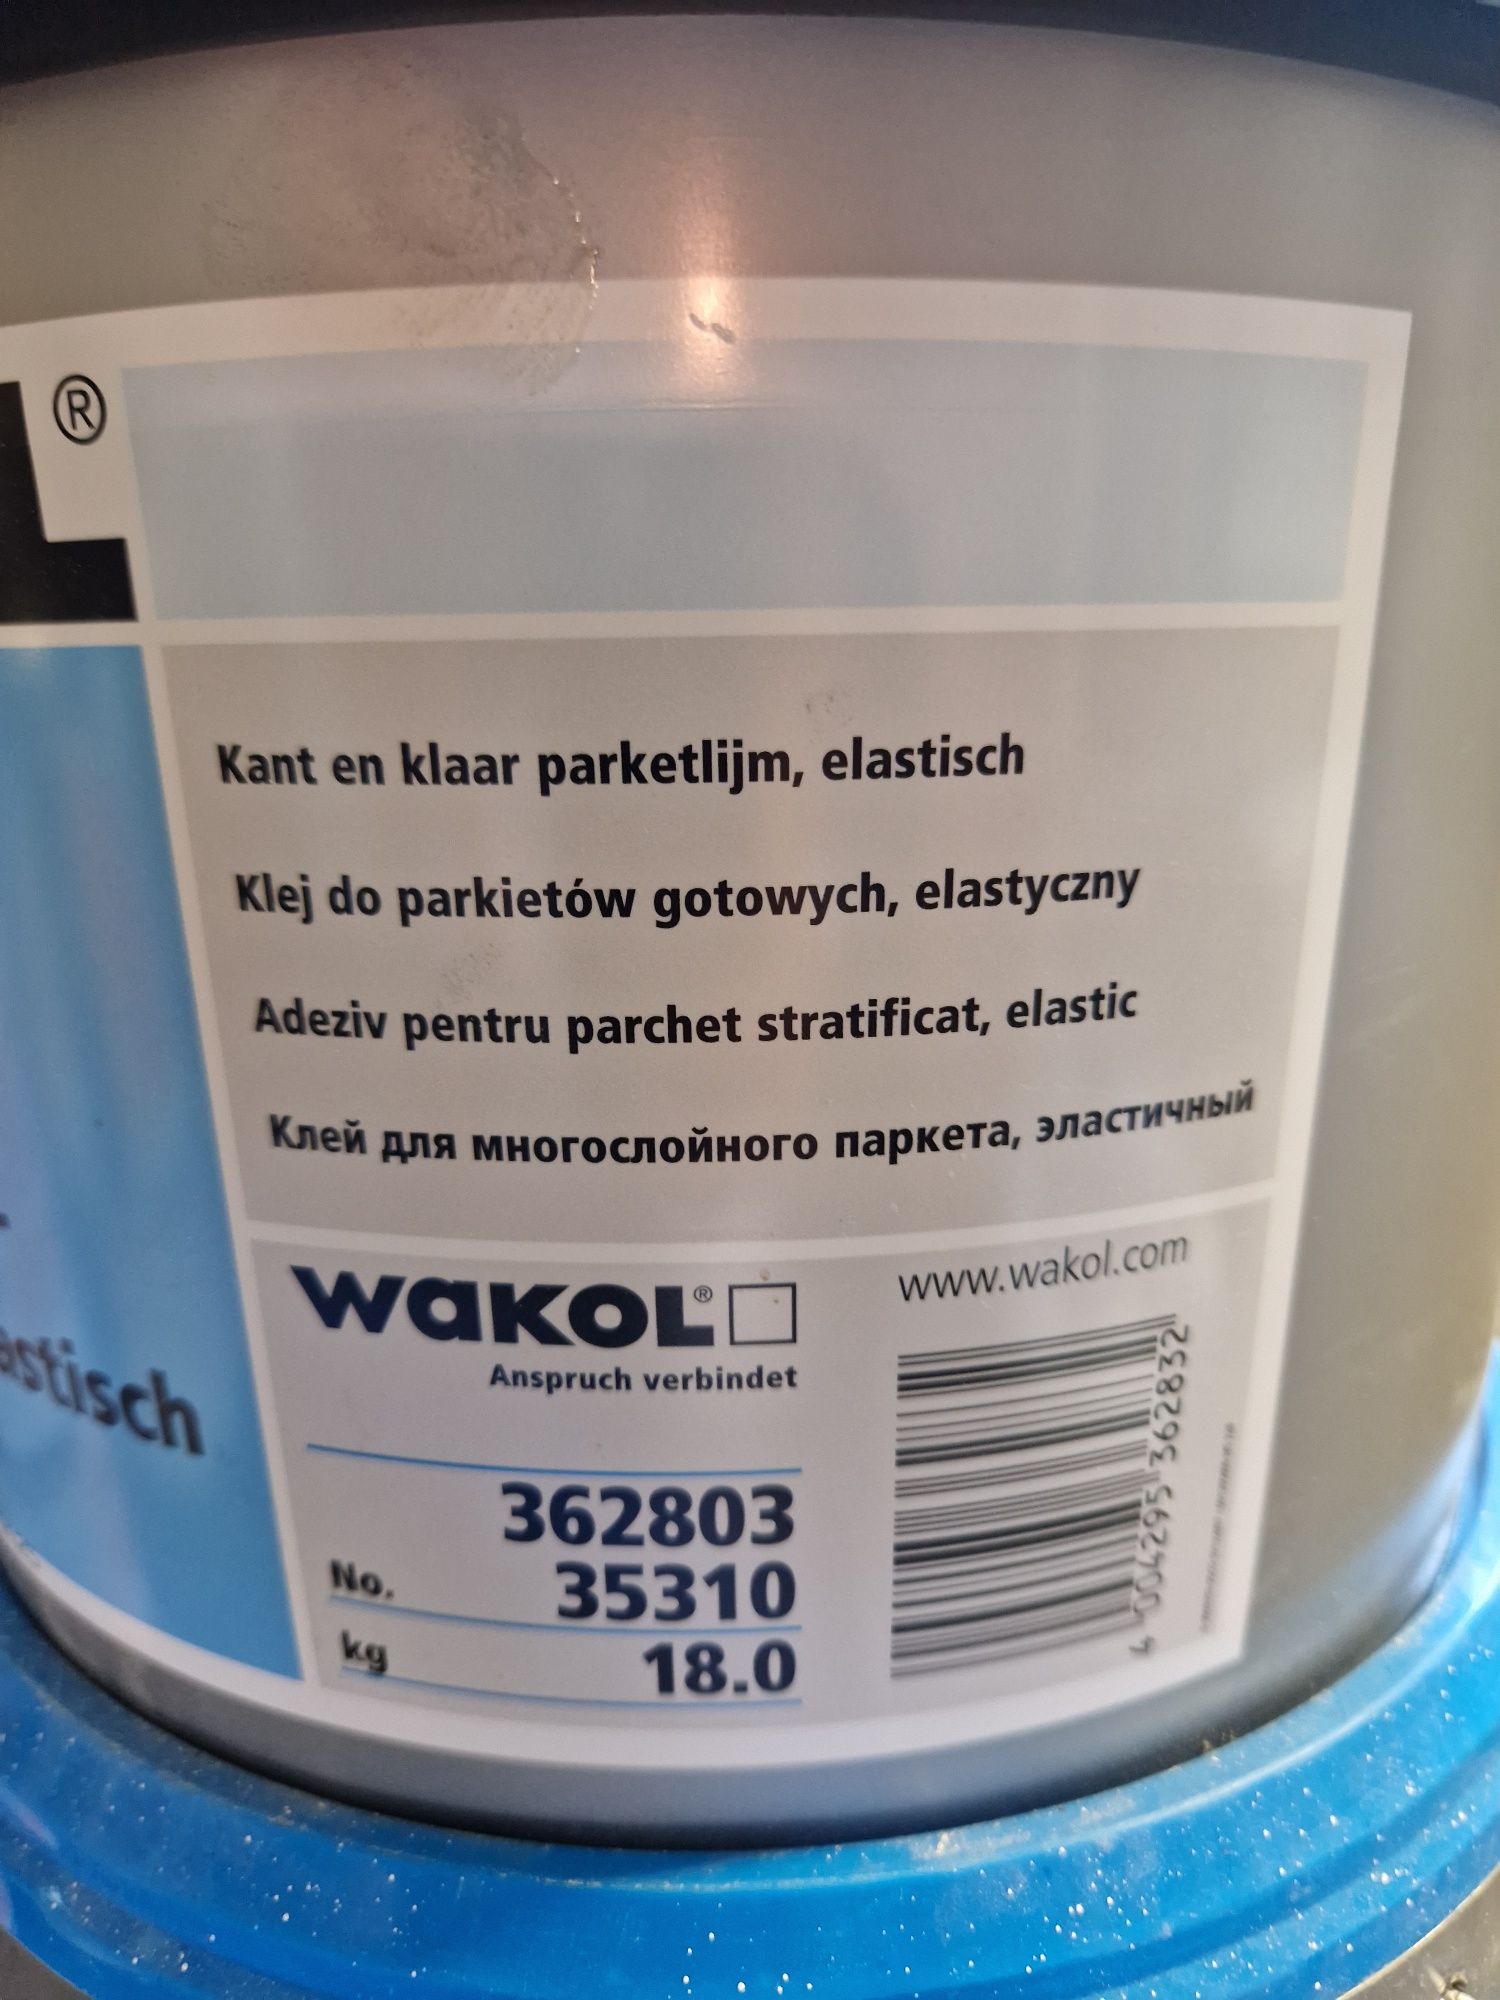 L®
Kant en klaar parketlijm, elastisch
Klej do parkietów gotowych, elastyczny
Adeziv pentru parchet stratificat, elastic
Клей для многослойного паркета, эластичный
astisch
WAKOL®
Anspruch verbindet
www.wakol.com
362803
No. 35310
kg 18.0
4 004295 362832